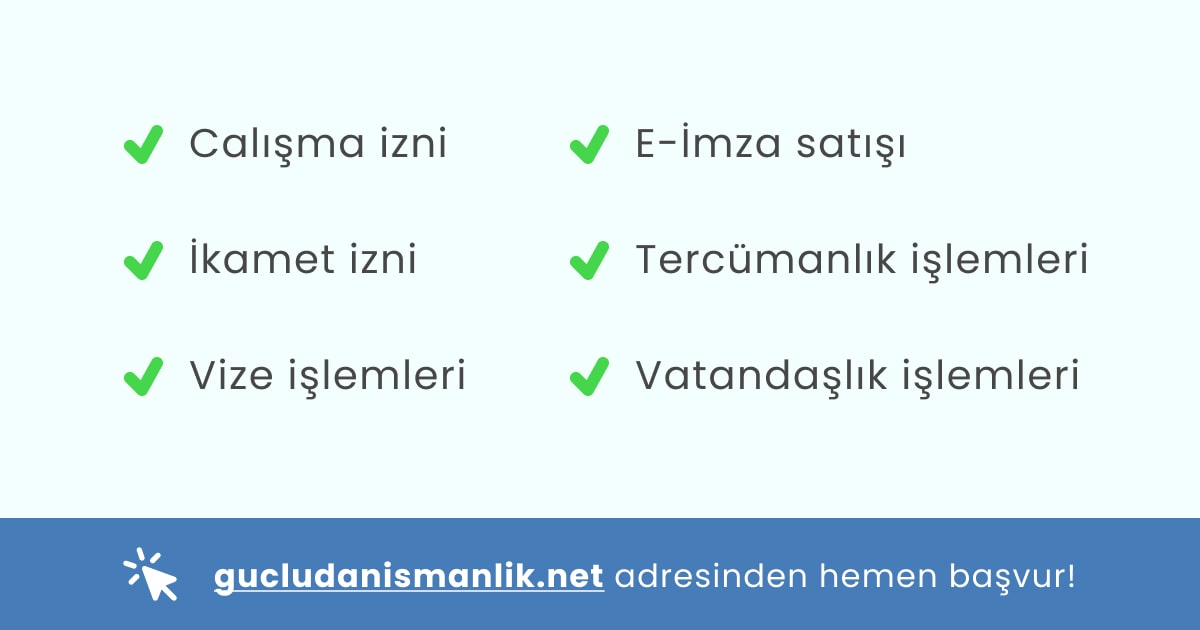 Calışma izni
İkamet izni
Vize işlemleri
E-İmza satışı
Tercümanlık işlemleri
Vatandaşlık işlemleri
gucludanismanlik.net adresinden hemen başvur!